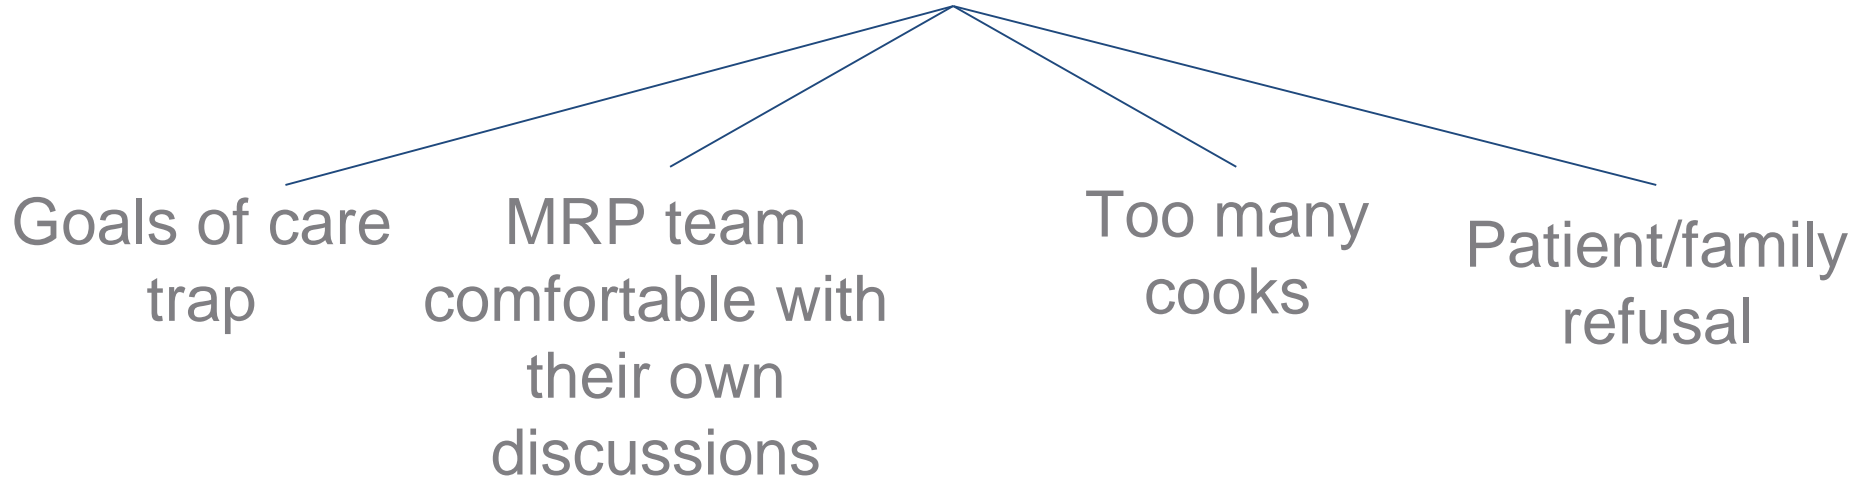 Goals of care
trap
MRP team
comfortable with
their own
discussions
Too many
cooks
Patient/family
refusal